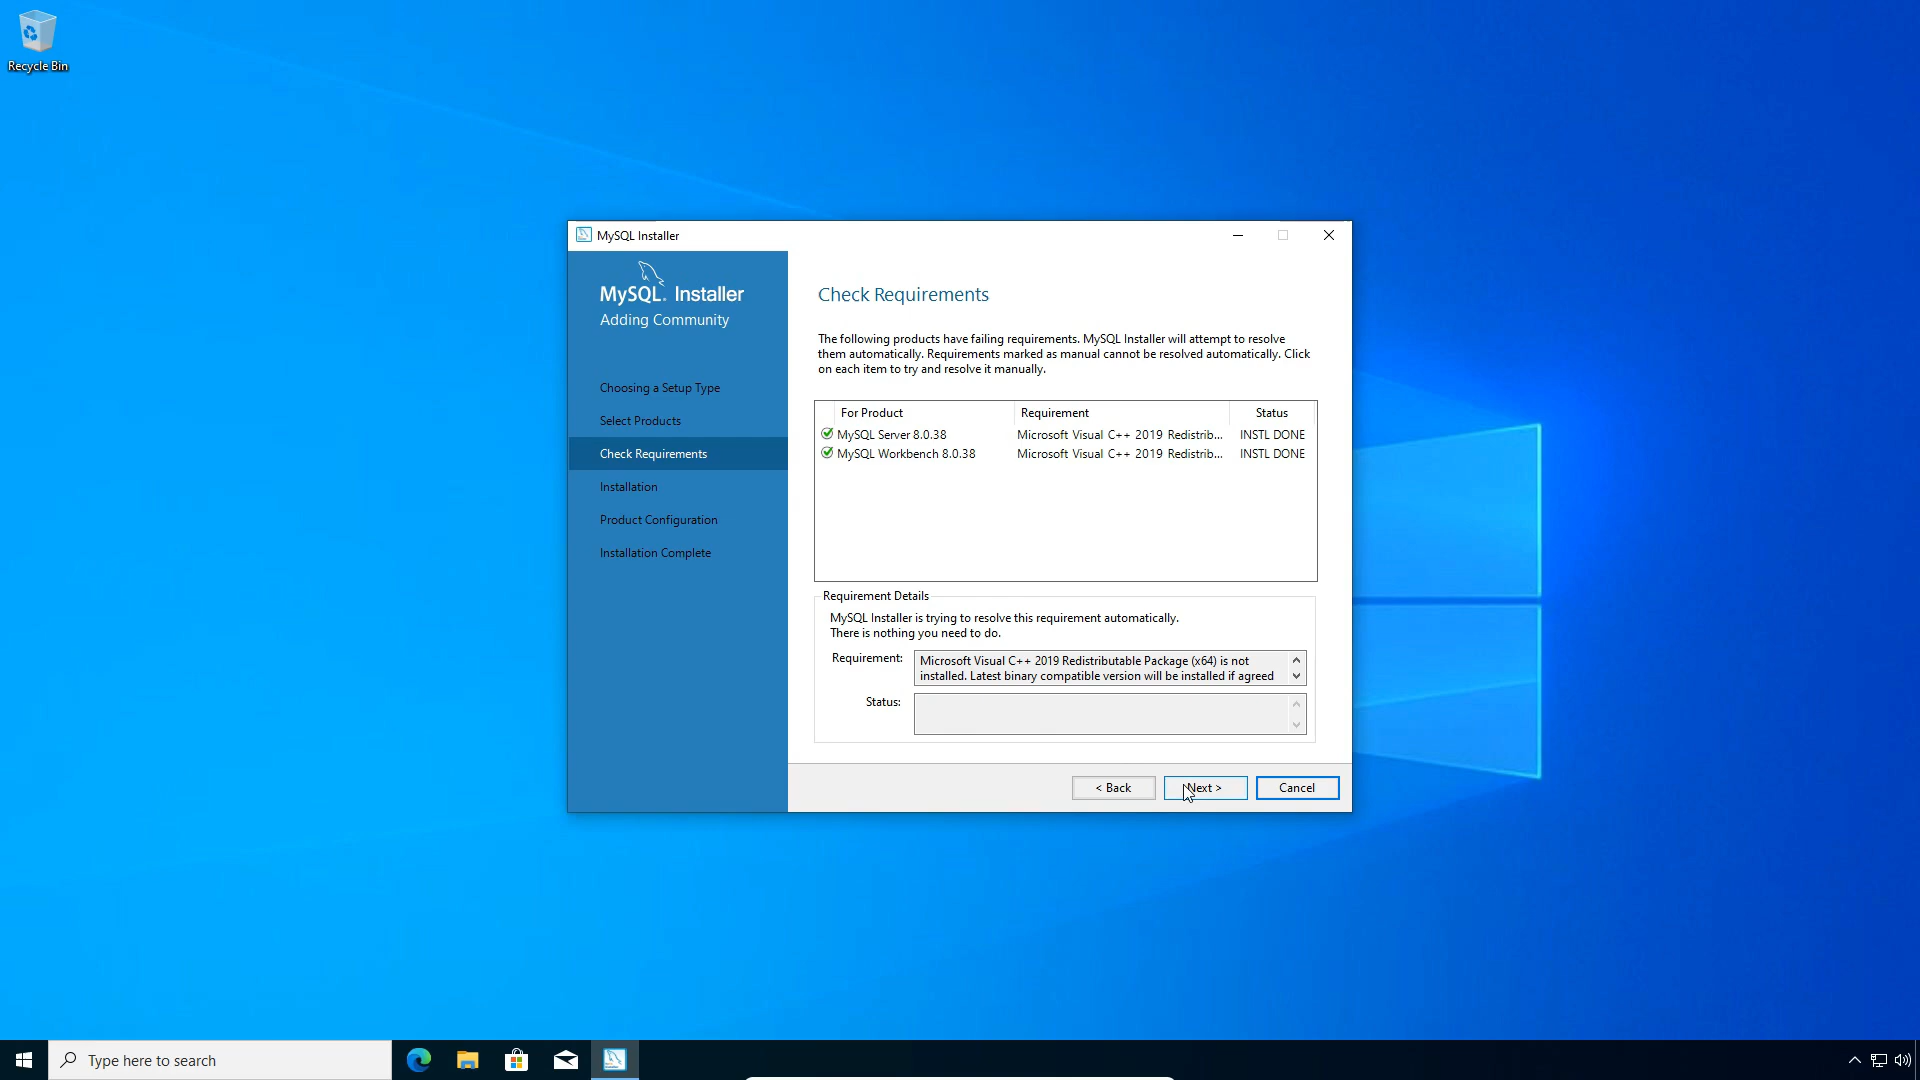 Recycle Bin
MySQL Installer
MySQL. Installer
Adding Community
Choosing a Setup Type
Select Products
Check Requirements
Installation
Product Configuration
Installation Complete
Check Requirements
The following products have failing requirements. MySQL Installer will attempt to resolve
them automatically. Requirements marked as manual cannot be resolved automatically. Click
on each item to try and resolve it manually.
For Product Requirement Status
MySQL Server 8.0.38 Microsoft Visual C++ 2019 Redistrib... INSTL DONE
MySQL Workbench 8.0.38 Microsoft Visual C++ 2019 Redistrib... INSTL DONE
Requirement Details
MySQL Installer is trying to resolve this requirement automatically.
There is nothing you need to do.
Requirement: Microsoft Visual C++ 2019 Redistributable Package (x64) is not
installed. Latest binary compatible version will be installed if agreed
Status:
< Back Next > Cancel
Type here to search